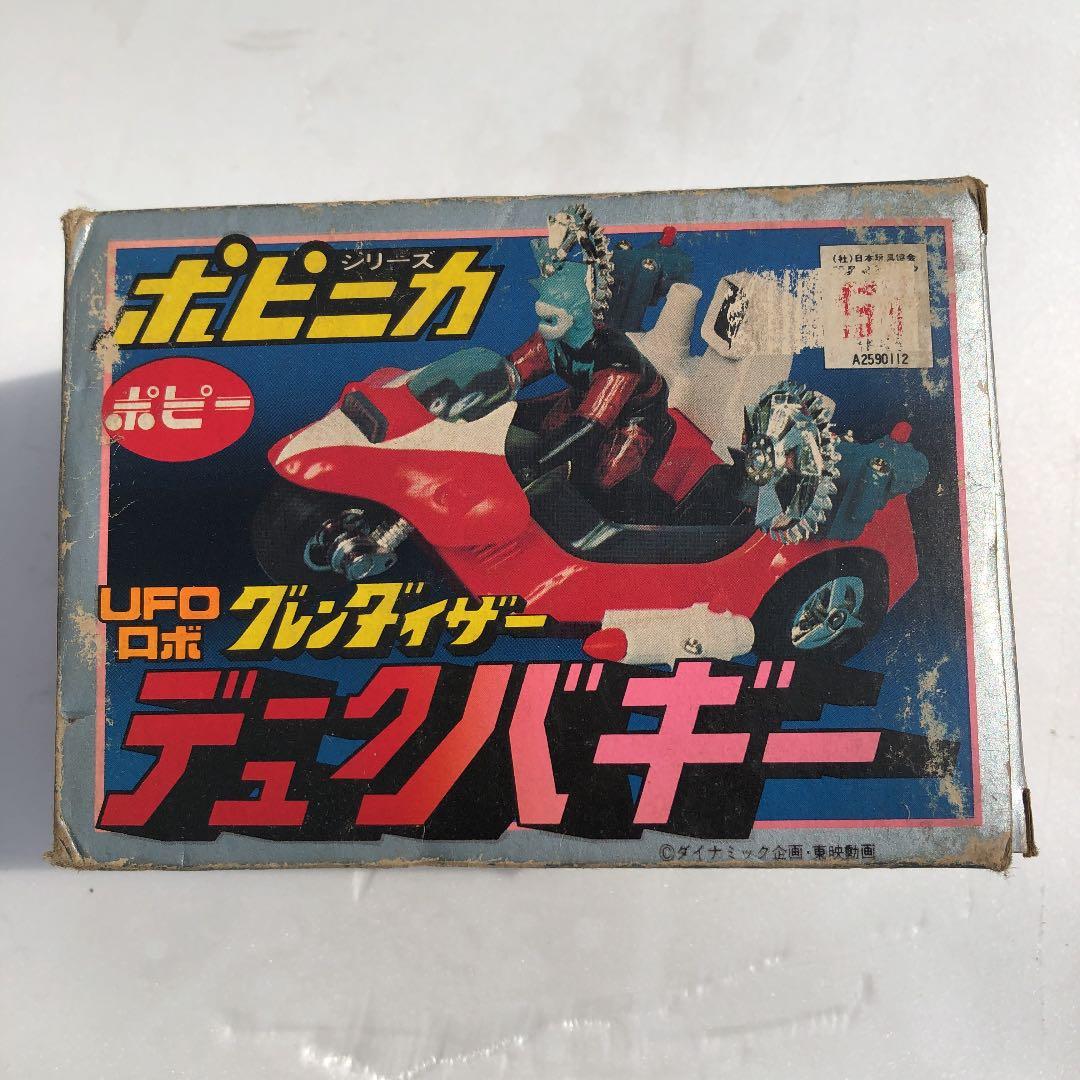 シリーズ
ポピニカ
ポピー
(社)日本玩具協会
A2590112
UFO
ロボ
グレンダイザー
デュークバギー
©ダイナミック企画・東映動画